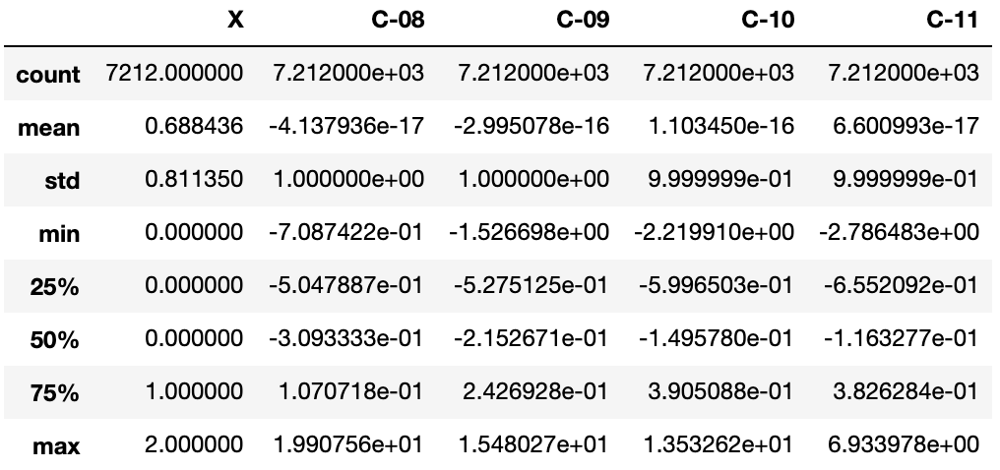 X C-08 C-09 C-10 C-11
count 7212.000000 7.212000e+03 7.212000e+03 7.212000e+03 7.212000e+03
mean 0.688436 -4.137936e-17 -2.995078e-16 1.103450e-16 6.600993e-17
std 0.811350 1.000000e+00 1.000000e+00 9.999999e-01 9.999999e-01
min 0.000000 -7.087422e-01 -1.526698e+00 -2.219910e+00 -2.786483e+00
25% 0.000000 -5.047887e-01 -5.275125e-01 -5.996503e-01 -6.552092e-01
50% 0.000000 -3.093333e-01 -2.152671e-01 -1.495780e-01 -1.163277e-01
75% 1.000000 1.070718e-01 2.426928e-01 3.905088e-01 3.826284e-01
max 2.000000 1.990756e+01 1.548027e+01 1.353262e+01 6.933978e+00